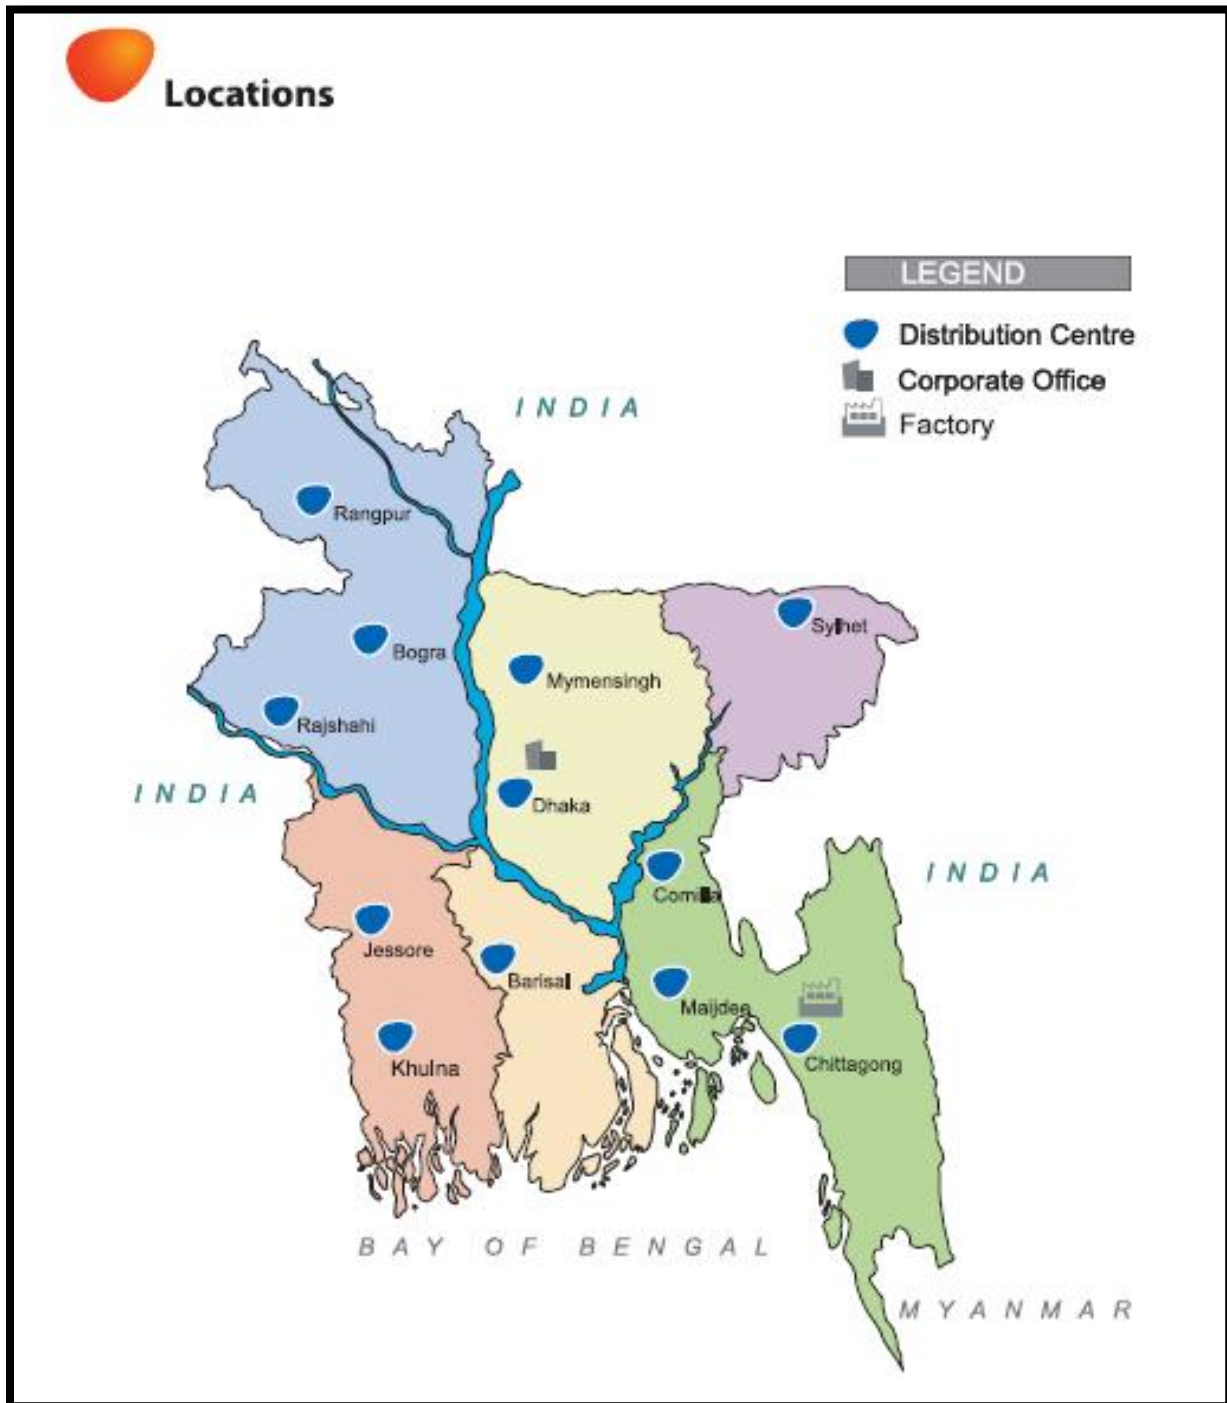 Locations
LEGEND
Distribution Centre
Corporate Office
Factory
INDIA
Rangpur
Sylhet
Bogra
Mymensingh
Rajshahi
INDIA
Dhaka
INDIA
Comilla
Jessore
Barisal
Maijdee
Khulna
Chittagong
BAY OF BENGAL
MYANMAR